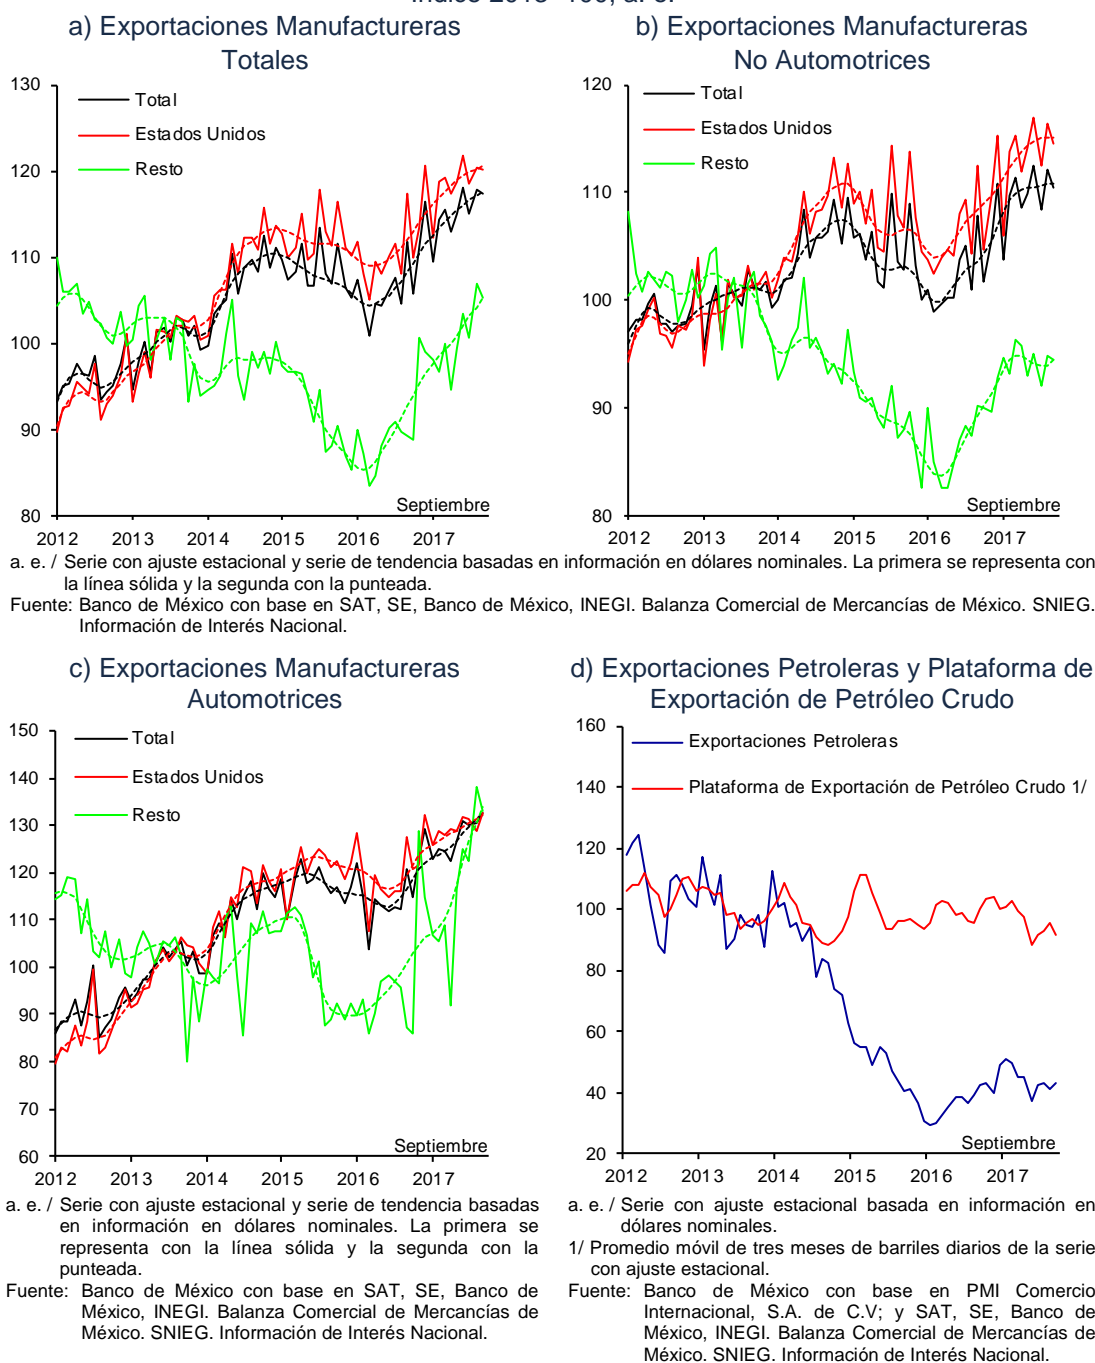 a) Exportaciones Manufactureras
Totales
130
120
110
100
90
80
Total
Estados Unidos
Resto
Septiembre
2012 2013 2014 2015 2016 2017
b) Exportaciones Manufactureras
No Automotrices
120
110
100
90
80
Total
Estados Unidos
Resto
Septiembre
2012 2013 2014 2015 2016 2017
a. e. / Serie con ajuste estacional y serie de tendencia basadas en información en dólares nominales. La primera se representa con
la línea sólida y la segunda con la punteada.
Fuente: Banco de México con base en SAT, SE, Banco de México, INEGI. Balanza Comercial de Mercancías de México. SNIEG.
Información de Interés Nacional.
c) Exportaciones Manufactureras
Automotrices
150
140
130
120
110
100
90
80
70
60
Total
Estados Unidos
Resto
Septiembre
2012 2013 2014 2015 2016 2017
a. e. / Serie con ajuste estacional y serie de tendencia basadas
en información en dólares nominales. La primera se
representa con la línea sólida y la segunda con la
punteada.
Fuente: Banco de México con base en SAT, SE, Banco de
México, INEGI. Balanza Comercial de Mercancías de
México. SNIEG. Información de Interés Nacional.
d) Exportaciones Petroleras y Plataforma de
Exportación de Petróleo Crudo
160
140
120
100
80
60
40
20
Exportaciones Petroleras
Plataforma de Exportación de Petróleo Crudo 1/
Septiembre
2012 2013 2014 2015 2016 2017
a. e. / Serie con ajuste estacional basada en información en
dólares nominales.
1/ Promedio móvil de tres meses de barriles diarios de la serie
con ajuste estacional.
Fuente: Banco de México con base en PMI Comercio
Internacional, S.A. de C.V; y SAT, SE, Banco de
México, INEGI. Balanza Comercial de Mercancías de
México. SNIEG. Información de Interés Nacional.